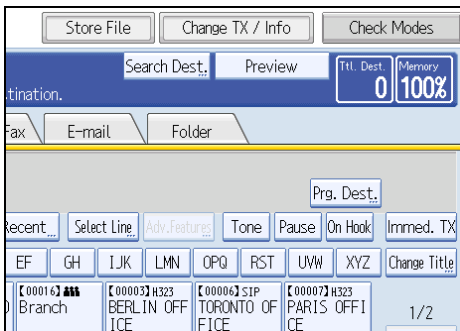 Store File Change TX / Info Check Modes
Search Dest. Preview Ttl. Dest. Memory
tination. 0 100%
Fax E-mail Folder
Prg. Dest.
Recent Select Line Adv.Features Tone Pause On Hook Immed. TX
EF GH IJK LMN OPQ RST UVW XYZ Change Title
【00016】 【00003】H323 【00006】SIP 【00007】H323
Branch BERLIN OFF TORONTO OF PARIS OFFI 1/2
ICE FICE CE